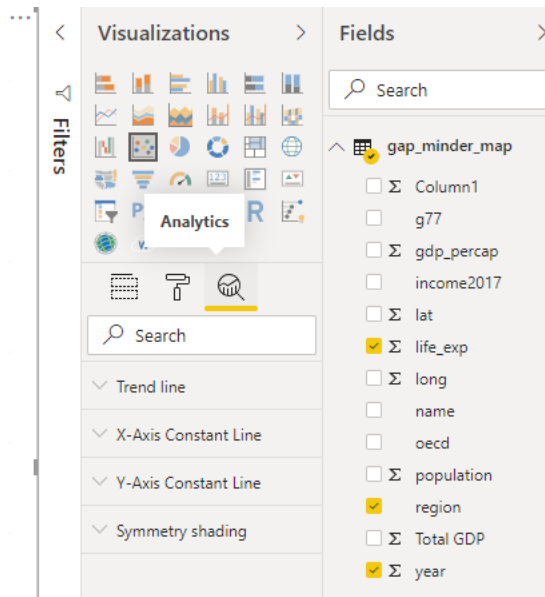 Visualizations
Fields
Filters
Search
gap_minder_map
Σ Column1
g77
Σ gdp_percap
income2017
Σ lat
Σ life_exp
Σ long
name
oecd
Σ population
region
Σ Total GDP
Σ year
123
R
Analytics
Search
Trend line
X-Axis Constant Line
Y-Axis Constant Line
Symmetry shading